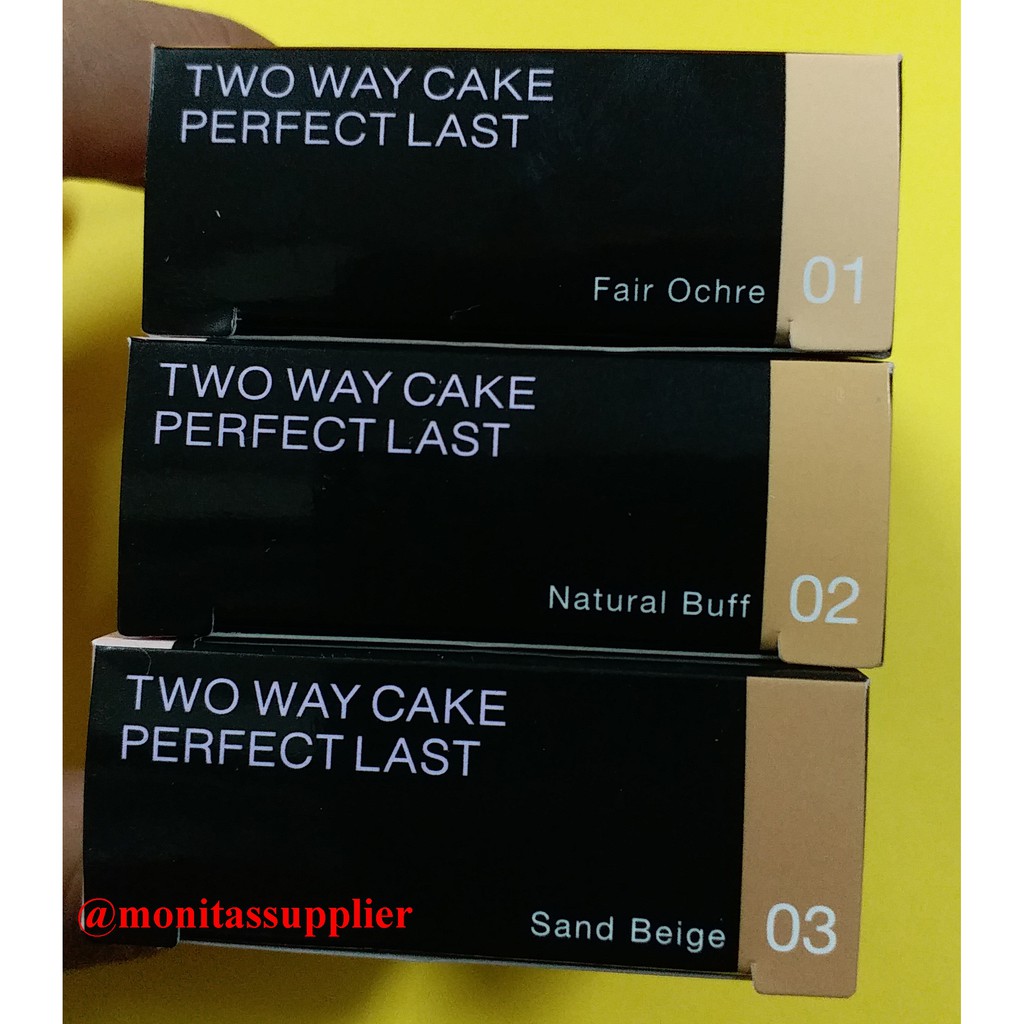 TWO WAY CAKE
PERFECT LAST
Fair Ochre
01
TWO WAY CAKE
PERFECT LAST
Natural Buff
02
TWO WAY CAKE
PERFECT LAST
@monitassupplier
Sand Beige
03